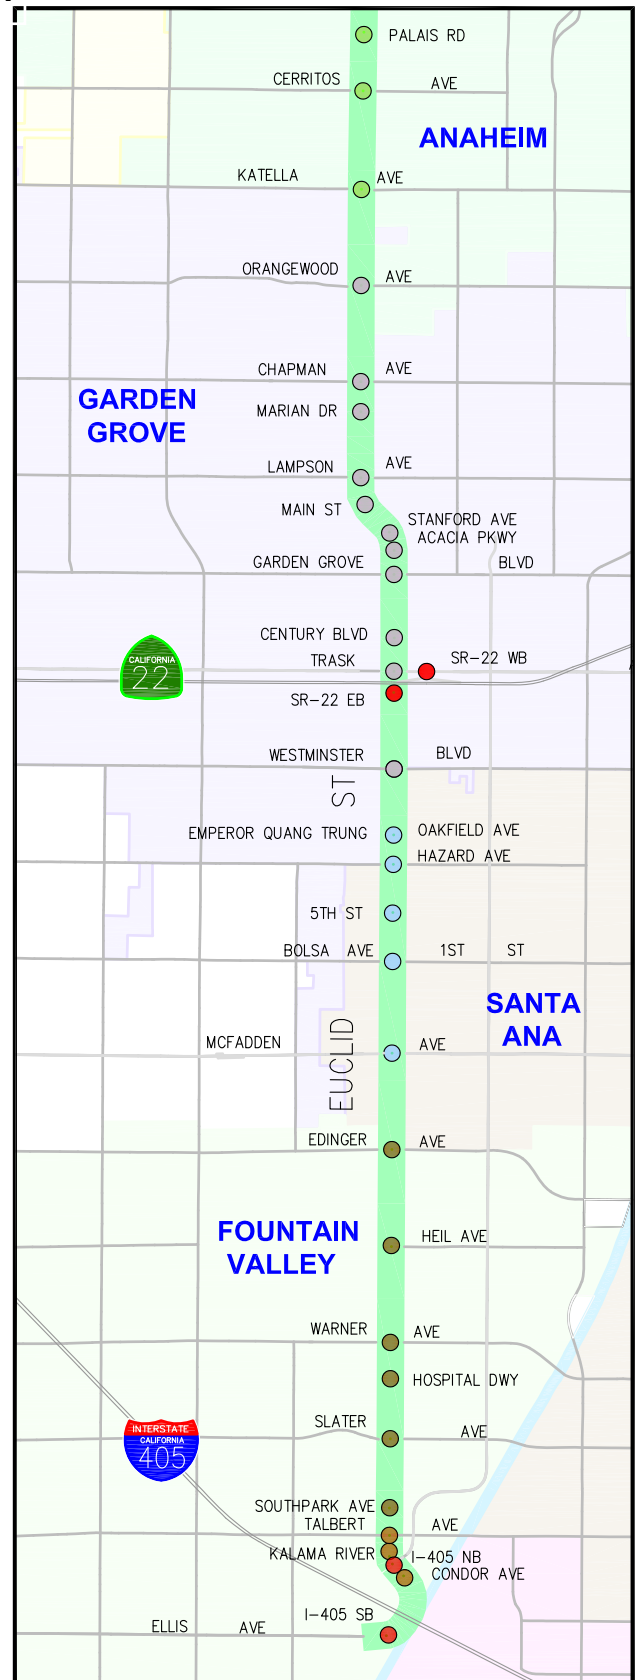 PALAIS RD
CERRITOS AVE
ANAHEIM
KATELLA AVE
ORANGEWOOD AVE
CHAPMAN AVE
GARDEN
GROVE
MARIAN DR
LAMPSON AVE
MAIN ST
STANFORD AVE
ACACIA PKWY
GARDEN GROVE BLVD
CENTURY BLVD
TRASK
SR-22 WB
CALIFORNIA
22
SR-22 EB
WESTMINSTER BLVD
EUCLID ST
EMPEROR QUANG TRUNG OAKFIELD AVE
HAZARD AVE
5TH ST
BOLSA AVE 1ST ST
SANTA
ANA
MCFADDEN AVE
EDINGER AVE
FOUNTAIN
VALLEY
HEIL AVE
WARNER AVE
HOSPITAL DWY
SLATER AVE
INTERSTATE
CALIFORNIA
405
SOUTHPARK AVE
TALBERT AVE
KALAMA RIVER
I-405 NB
CONDOR AVE
I-405 SB
ELLIS AVE